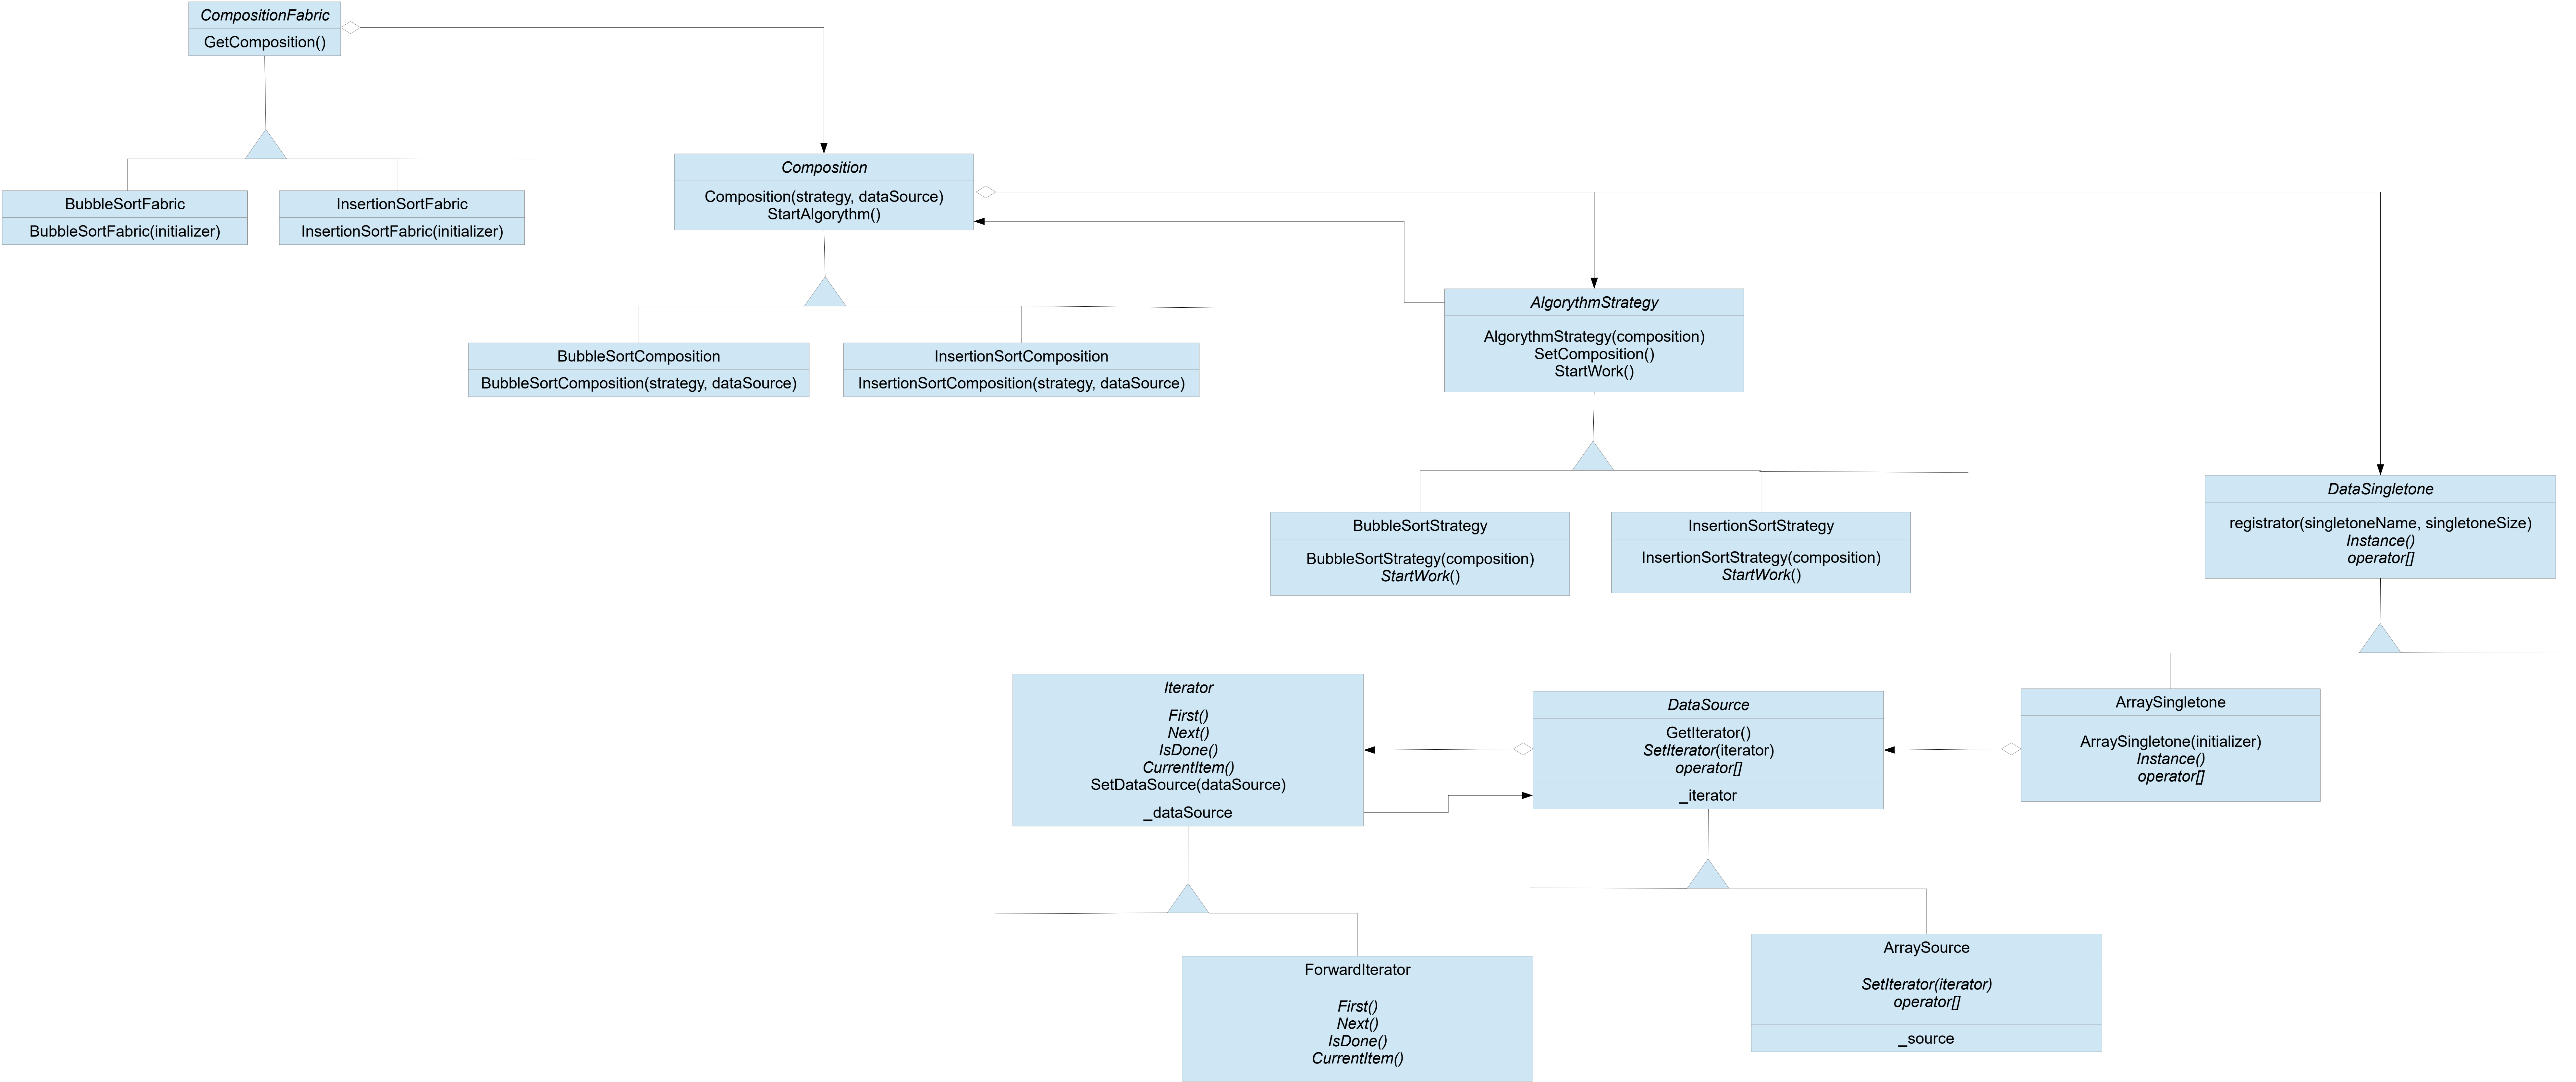 CompositionFabric
GetComposition()
BubbleSortFabric
BubbleSortFabric(initializer)
InsertionSortFabric
InsertionSortFabric(initializer)
Composition
Composition(strategy, dataSource)
StartAlgorythm()
BubbleSortComposition
BubbleSortComposition(strategy, dataSource)
InsertionSortComposition
InsertionSortComposition(strategy, dataSource)
AlgorythmStrategy
AlgorythmStrategy(composition)
SetComposition()
StartWork()
BubbleSortStrategy
BubbleSortStrategy(composition)
StartWork()
InsertionSortStrategy
InsertionSortStrategy(composition)
StartWork()
DataSingletone
registrator(singletoneName, singletoneSize)
Instance()
operator[]
Iterator
First()
Next()
IsDone()
CurrentItem()
SetDataSource(dataSource)
_dataSource
DataSource
GetIterator()
SetIterator(iterator)
operator[]
_iterator
ArraySingletone
ArraySingletone(initializer)
Instance()
operator[]
ForwardIterator
First()
Next()
IsDone()
CurrentItem()
ArraySource
SetIterator(iterator)
operator[]
_source